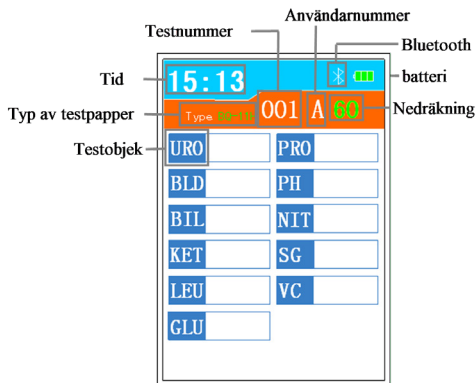 Användarnummer
Testnummer
Bluetooth
Tid
15:13
batteri
Typ av testpapper
Type
001
A
60
Nedräkning
Testobjek
URO
PRO
BLD
PH
BIL
NIT
KET
SG
LEU
VC
GLU